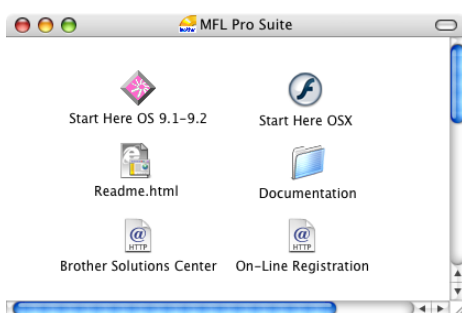 MFL Pro Suite
Start Here OS 9.1-9.2
Start Here OSX
Readme.html
Documentation
@
HTTP
@
HTTP
Brother Solutions Center
On-Line Registration